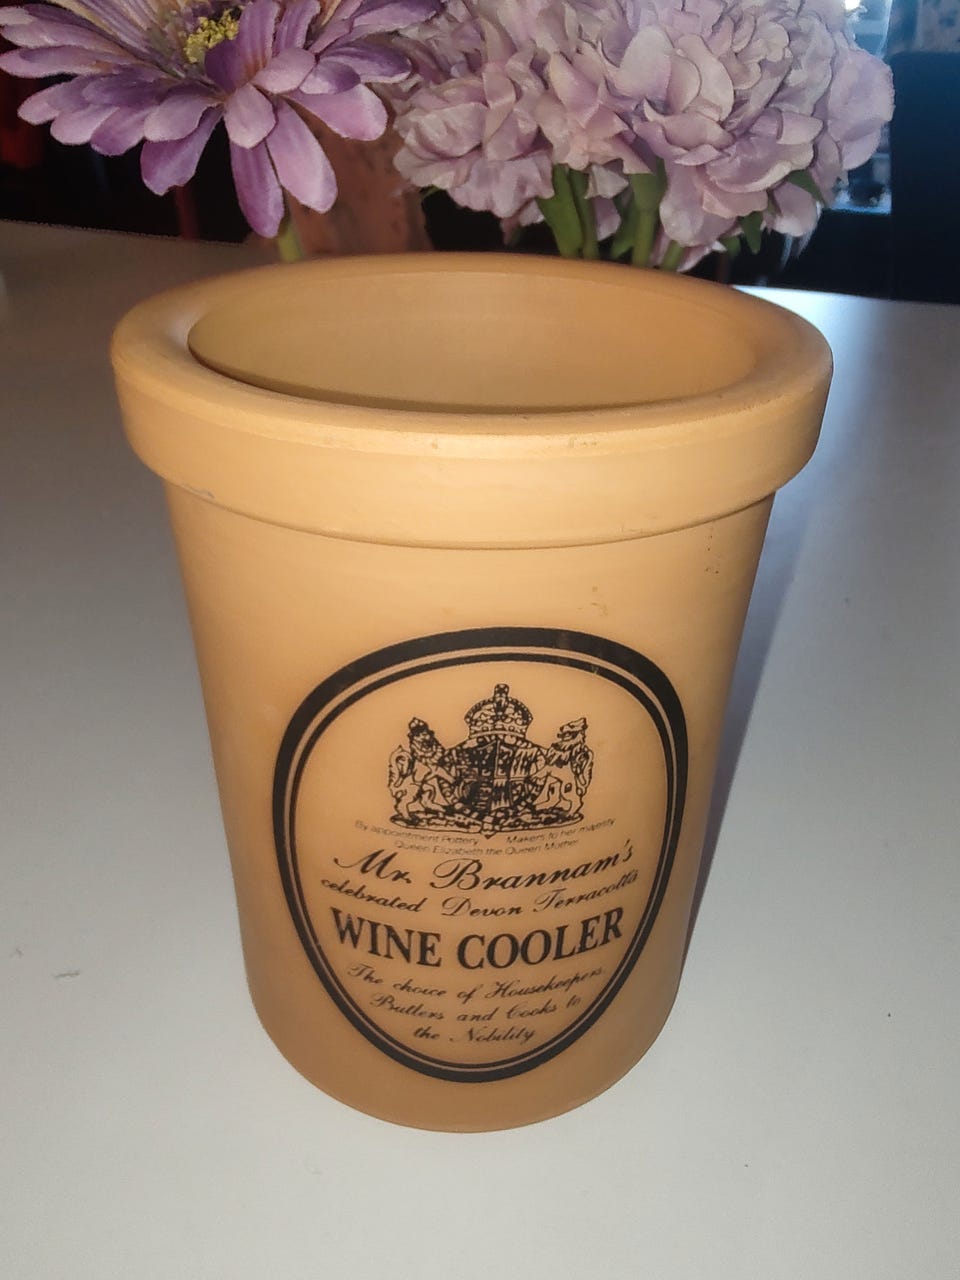 By appointment Pottery Makers to her majesty
Queen Elizabeth the Queen Mother
Mr. Brannam's
celebrated Devon Terracotta
WINE COOLER
The choice of Housekeepers,
Butlers and Cooks to
the Nobility